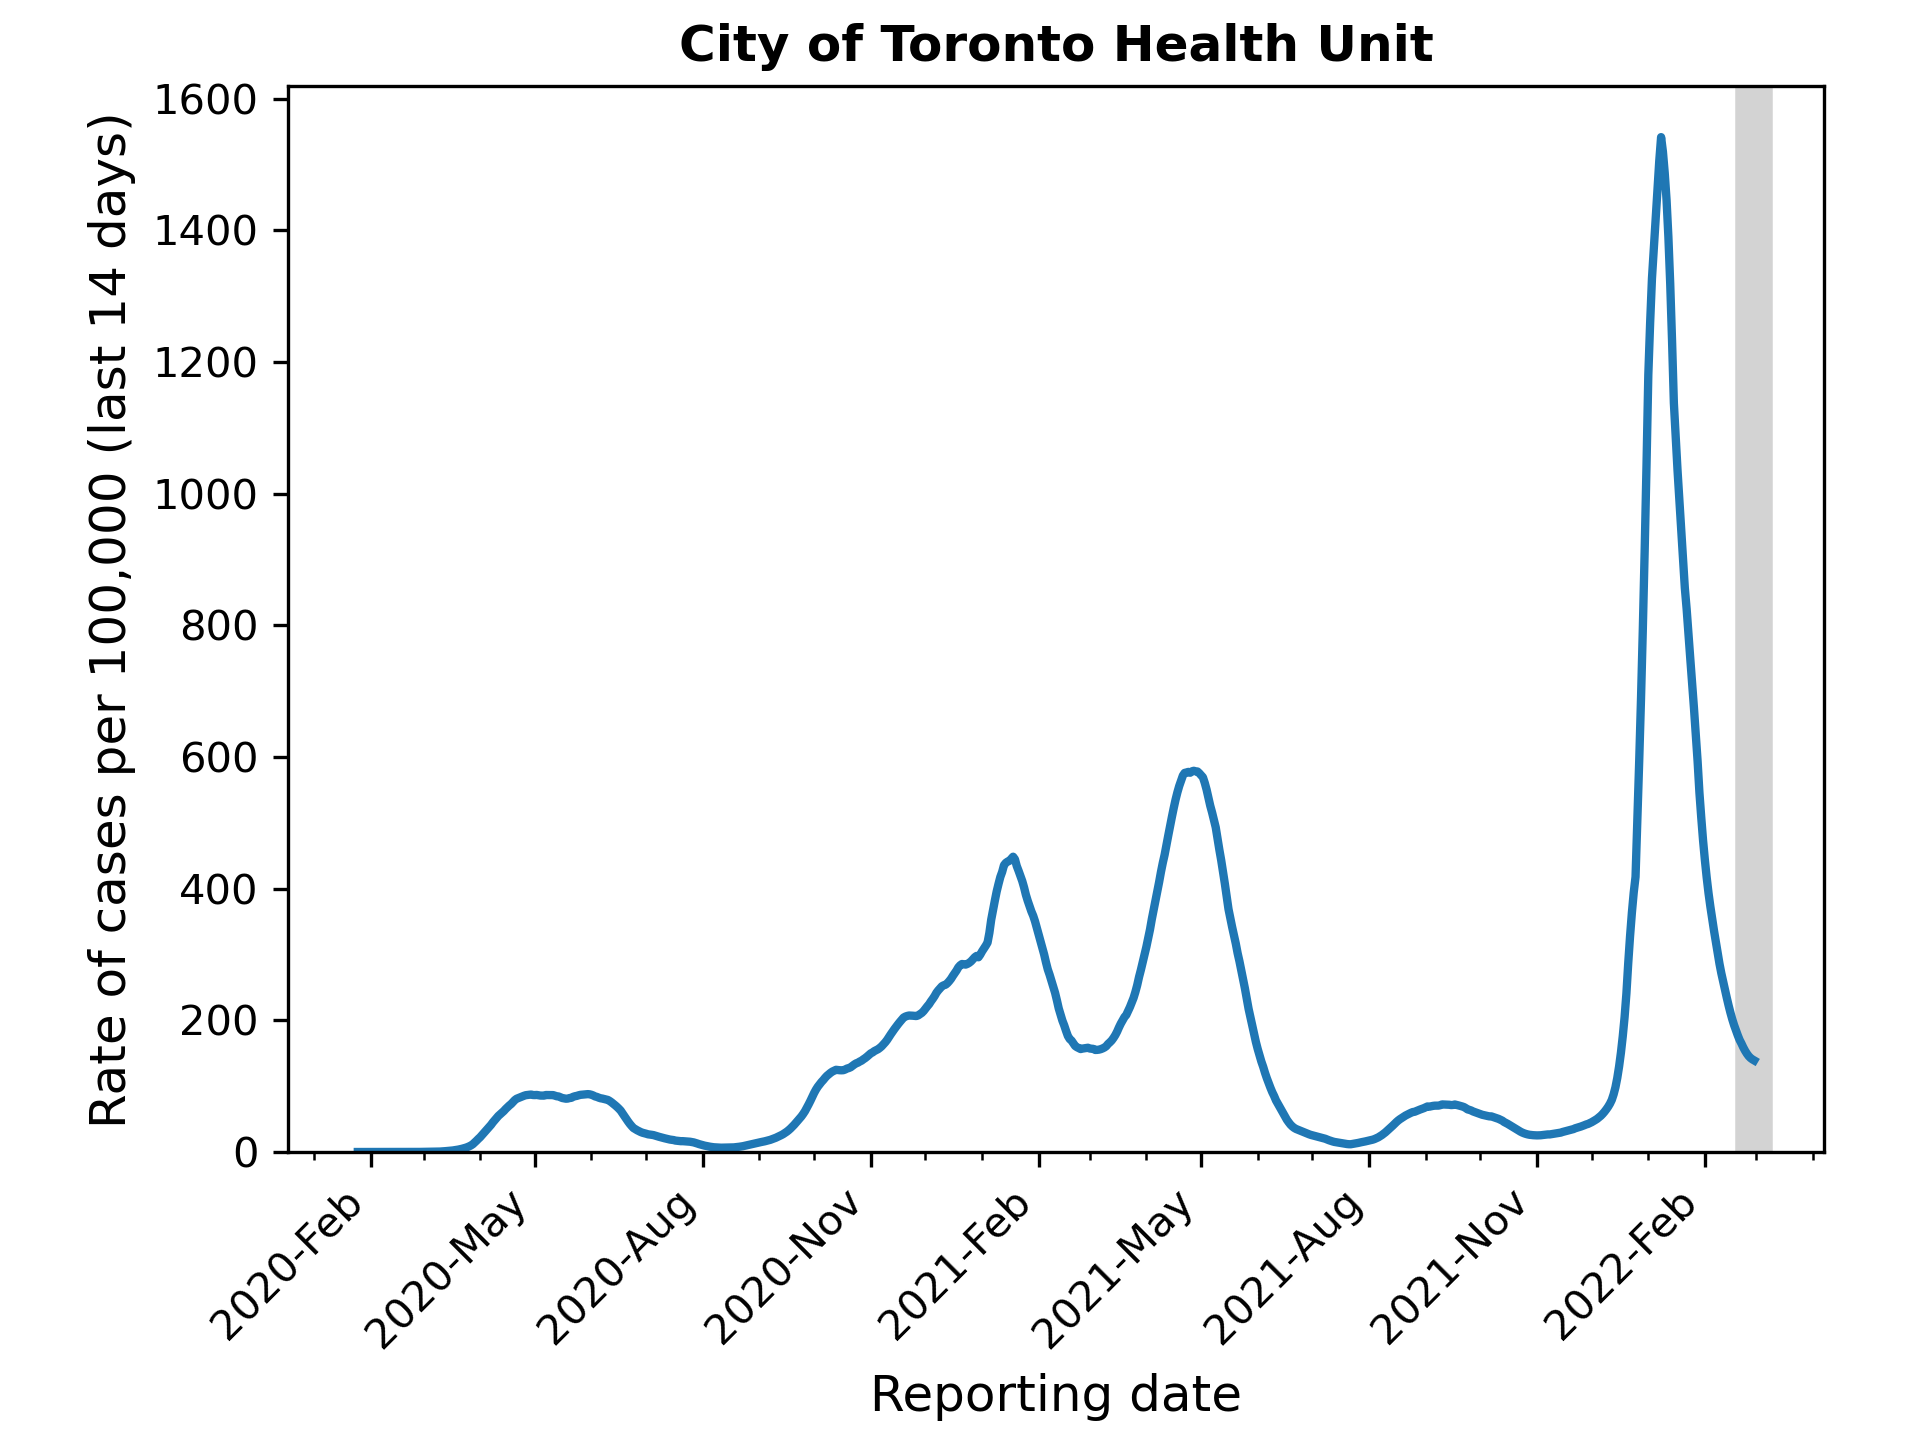 City of Toronto Health Unit
Rate of cases per 100,000 (last 14 days)
1600
1400
1200
1000
800
600
400
200
0
2020-Feb
2020-May
2020-Aug
2020-Nov
2021-Feb
2021-May
2021-Aug
2021-Nov
2022-Feb
Reporting date